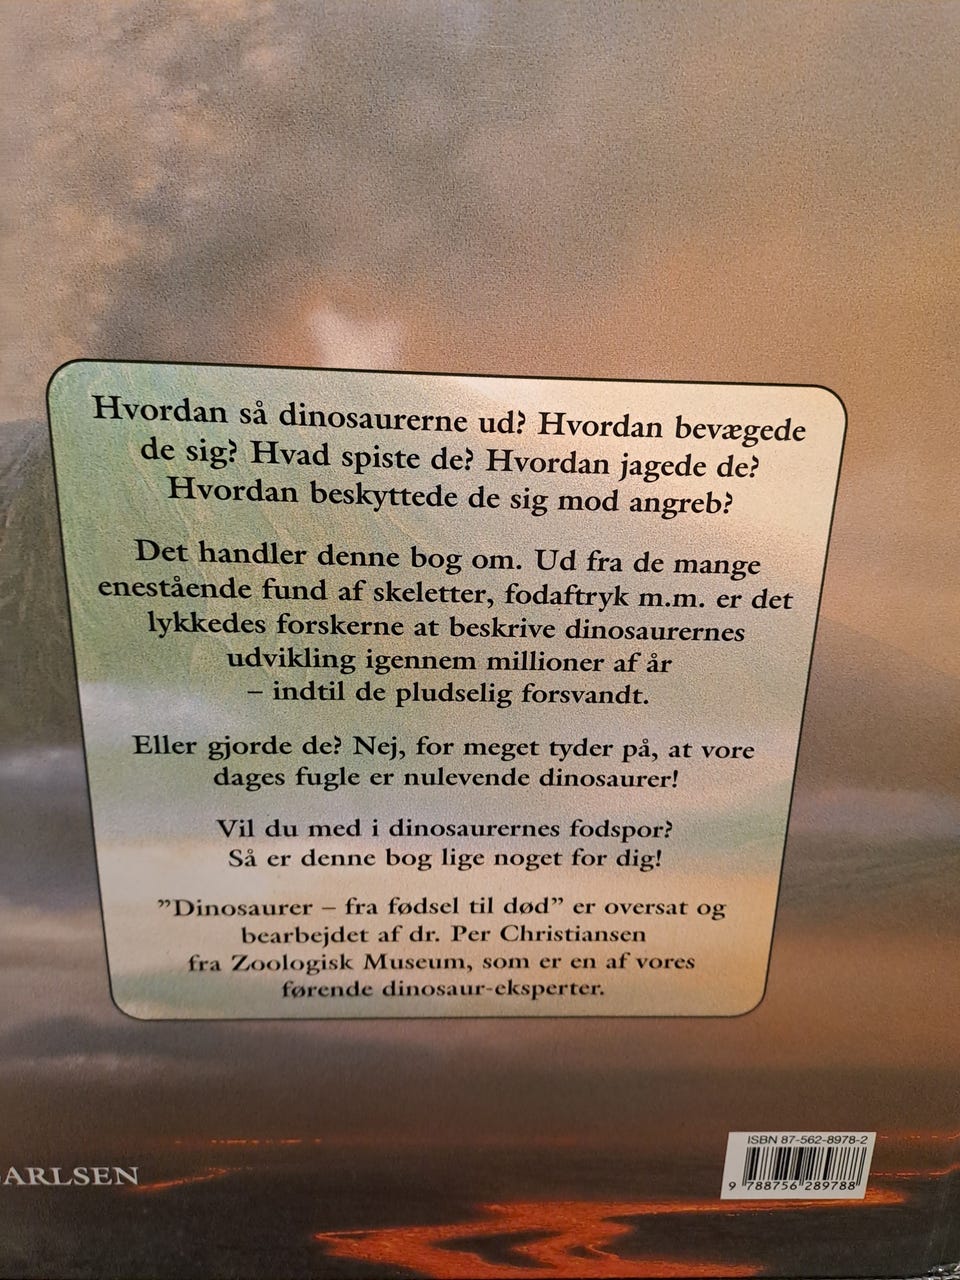 Hvordan så dinosaurerne ud? Hvordan bevægede
de sig? Hvad spiste de? Hvordan jagede de?
Hvordan beskyttede de sig mod angreb?
Det handler denne bog om. Ud fra de mange
enestående fund af skeletter, fodaftryk m.m. er det
lykkedes forskerne at beskrive dinosaurernes
udvikling igennem millioner af år
– indtil de pludselig forsvandt.
Eller gjorde de? Nej, for meget tyder på, at vore
dages fugle er nulevende dinosaurer!
Vil du med i dinosaurernes fodspor?
Så er denne bog lige noget for dig!
”Dinosaurer – fra fødsel til død” er oversat og
bearbejdet af dr. Per Christiansen
fra Zoologisk Museum, som er en af vores
førende dinosaur-eksperter.
ARLSEN
ISBN 87-562-8978-2
9 788756 289788